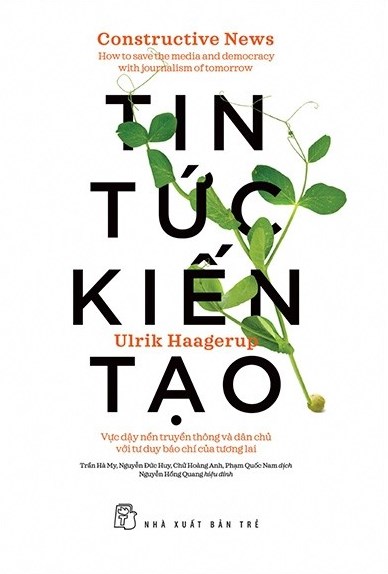 Constructive News
How to save the media and democracy
with journalism of tomorrow
TIN
TỨC
KIẾN
Ulrik Haagerup
TẠO
Vực dậy nền truyền thông và dân chủ
với tư duy báo chí của tương lai
Trần Hà My, Nguyễn Đức Huy, Chử Hoàng Anh, Phạm Quốc Nam dịch
Nguyễn Hồng Quang hiệu đính
NHÀ XUẤT BẢN TRẺ